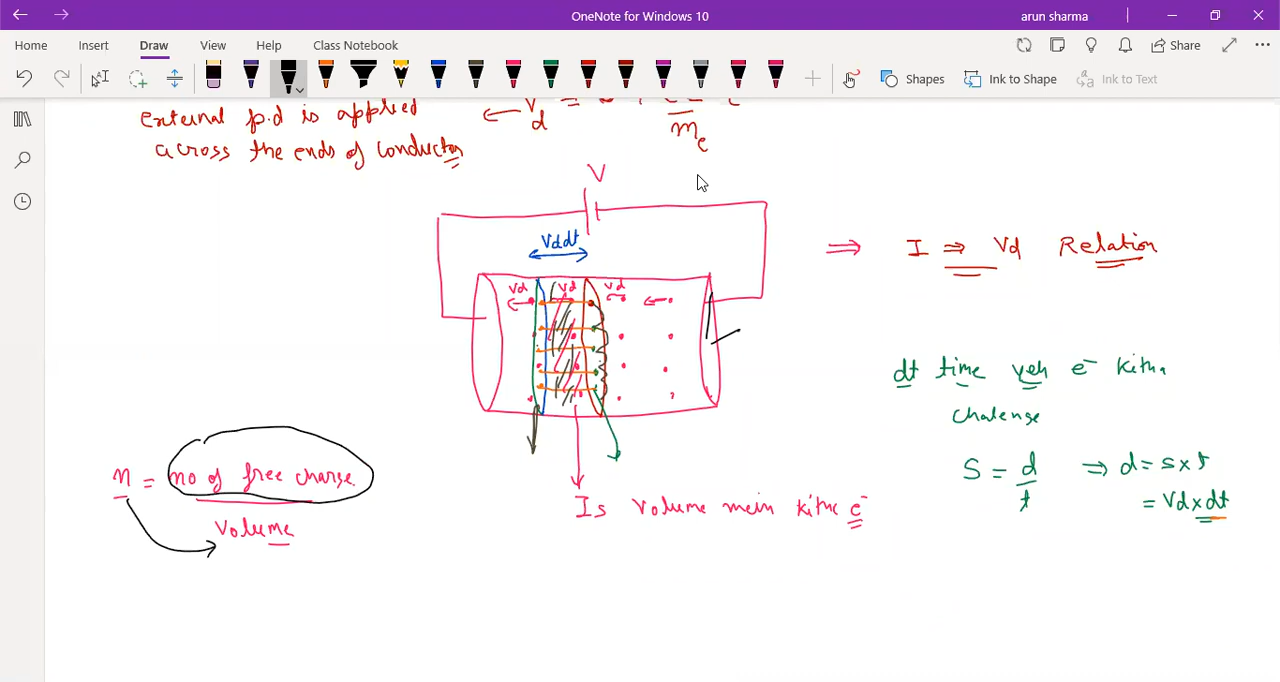 OneNote for Windows 10
arun sharma
Home Insert Draw View Help Class Notebook
Share
Shapes Ink to Shape Ink to Text
external p.d is applied
across the ends of conductor
Vd
me
V
Vddt
Vd Vd Vd
⇒ I ⇒ Vd Relation
dt time yeh e⁻ kitna
chalenge
S = d/t ⇒ d = s × t
= Vd × dt
n = no of free charge
Volume
Is volume mein kitne e⁻